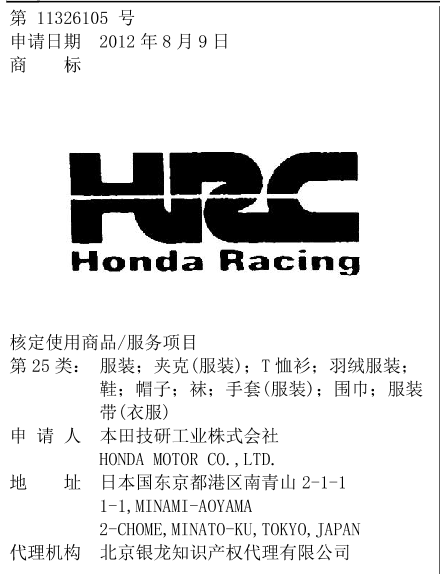 第 11326105 号
申请日期 2012 年 8 月 9 日
商 标
HRC
Honda Racing
核定使用商品/服务项目
第 25 类： 服装；夹克(服装)；T 恤衫；羽绒服装；
鞋；帽子；袜；手套(服装)；围巾；服装
带(衣服)
申 请 人 本田技研工业株式会社
HONDA MOTOR CO.,LTD.
地 址 日本国东京都港区南青山 2-1-1
1-1,MINAMI-AOYAMA
2-CHOME,MINATO-KU,TOKYO,JAPAN
代理机构 北京银龙知识产权代理有限公司